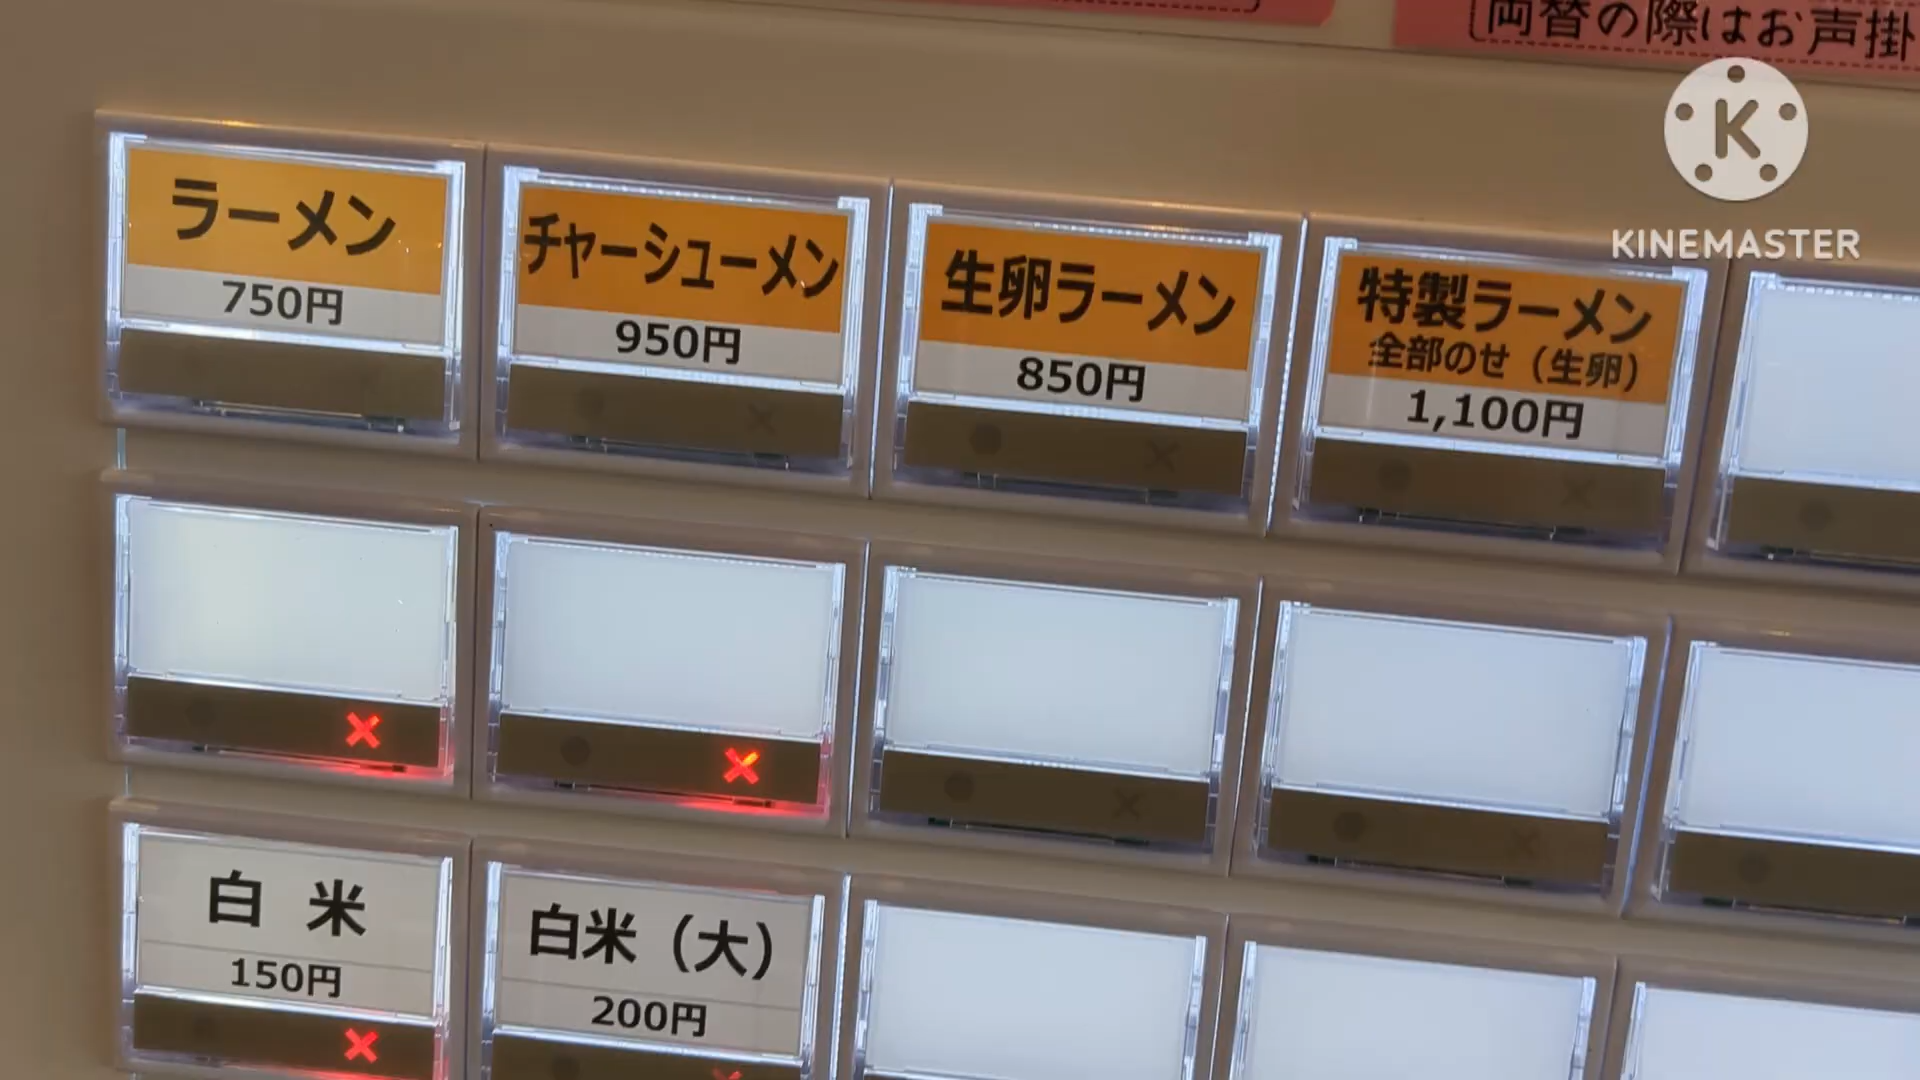 両替の際はお声掛
K
KINEMASTER
ラーメン
750円
チャーシューメン
950円
生卵ラーメン
850円
特製ラーメン
全部のせ（生卵）
1,100円
白 米
150円
白米（大）
200円